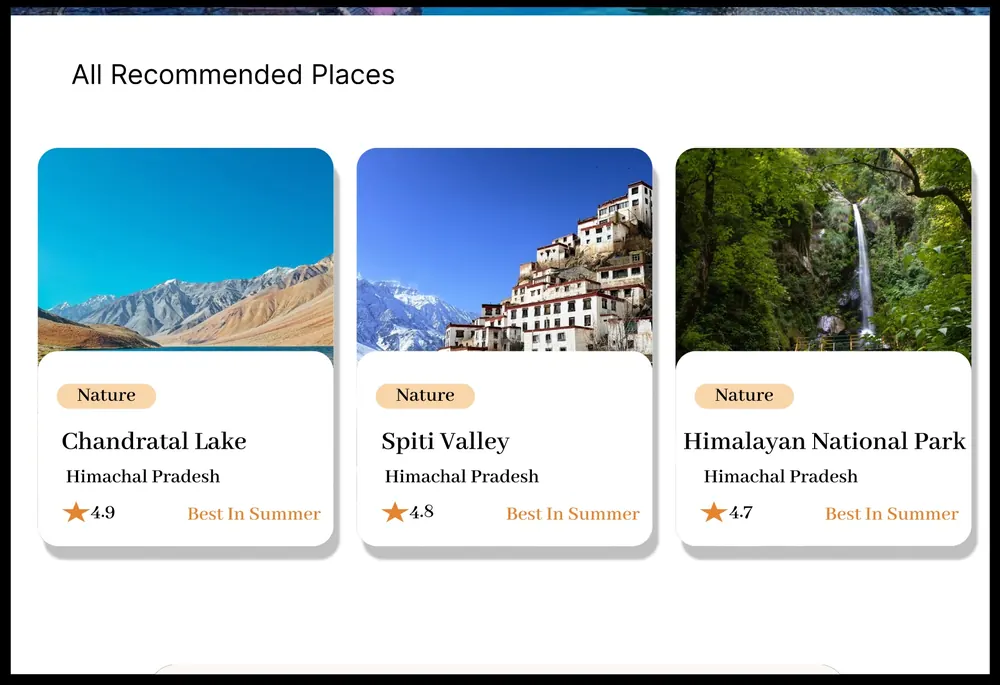 All Recommended Places
Nature
Chandratal Lake
Himachal Pradesh
4.9 Best In Summer
Nature
Spiti Valley
Himachal Pradesh
4.8 Best In Summer
Nature
Himalayan National Park
Himachal Pradesh
4.7 Best In Summer